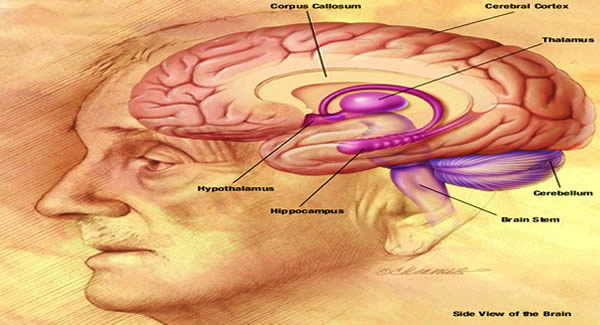 Corpus Callosum
Cerebral Cortex
Thalamus
Hypothalamus
Hippocampus
Cerebellum
Brain Stem
Side View of the Brain